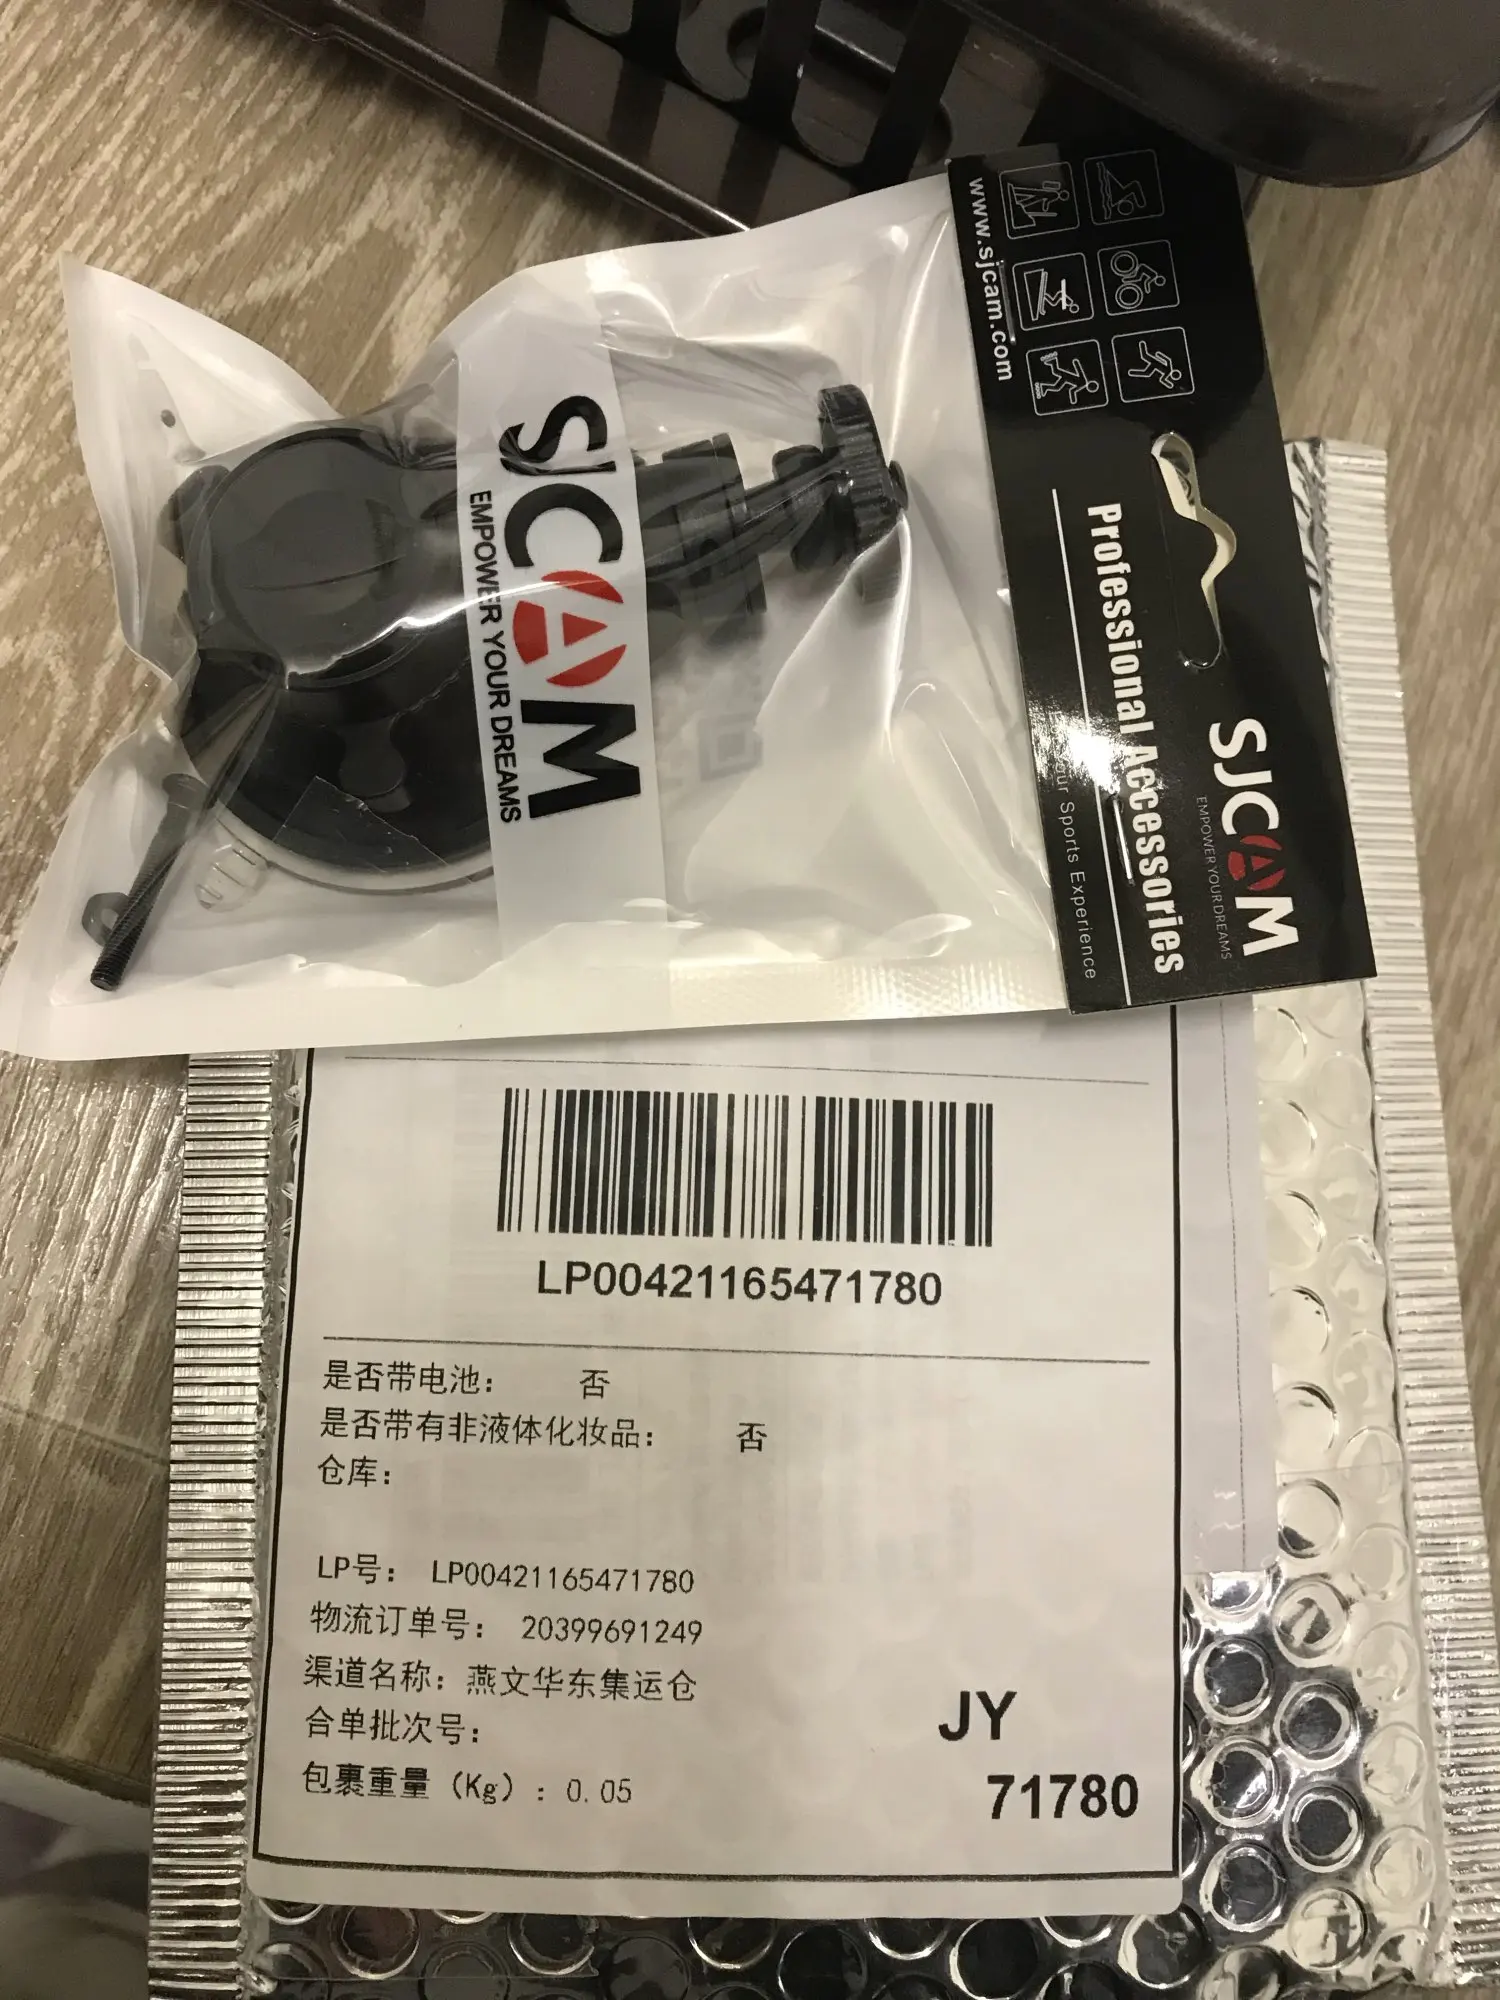 www.sjcam.com
SJCAM
EMPOWER YOUR DREAMS
Professional Accessories
Your Sports Experience
SJCAM
EMPOWER YOUR DREAMS
LP00421165471780
是否带电池： 否
是否带有非液体化妆品： 否
仓库：
LP号： LP00421165471780
物流订单号： 20399691249
渠道名称：燕文华东集运仓
合单批次号：
包裹重量（Kg）：0.05
JY
71780